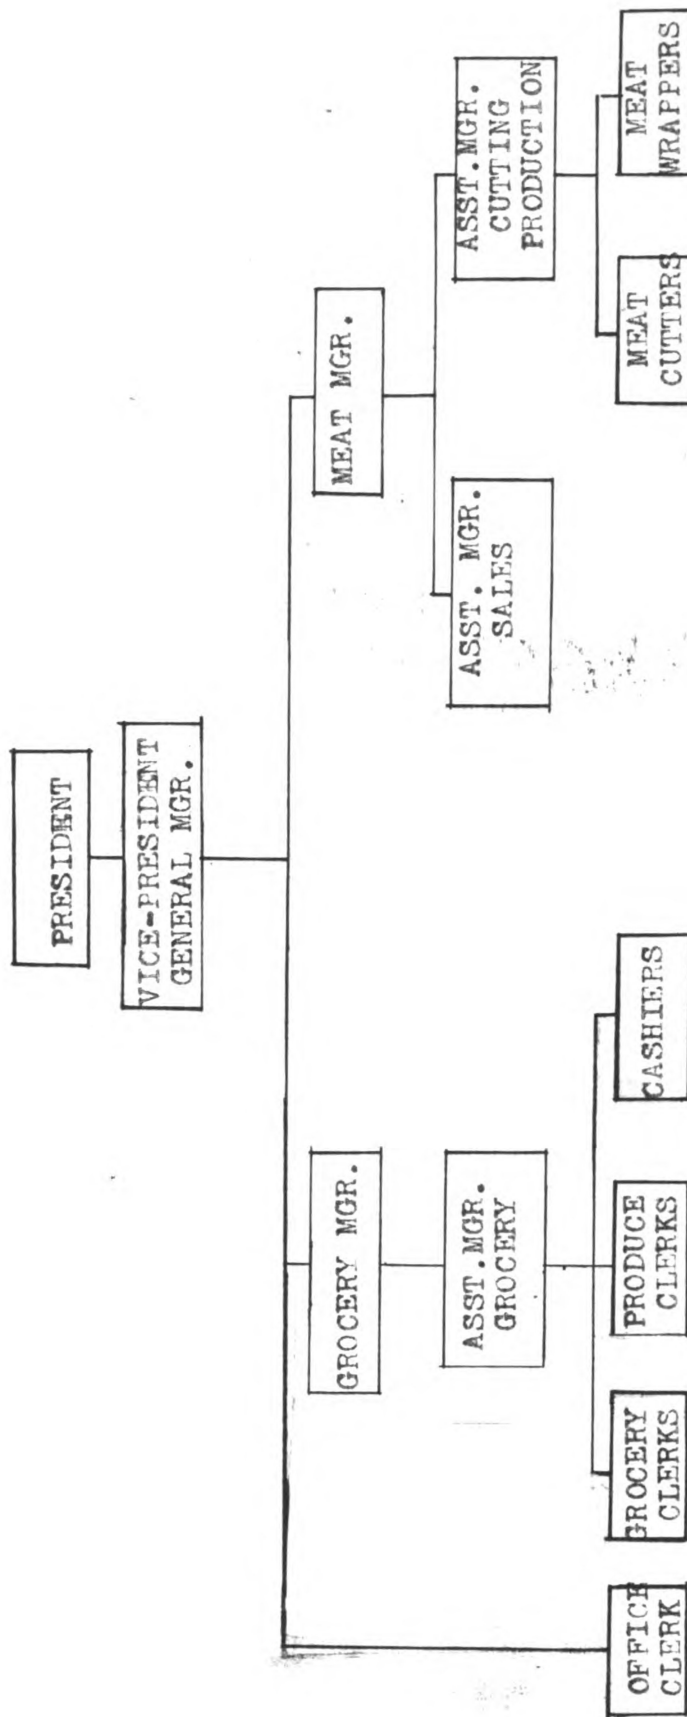 PRESIDENT
VICE-PRESIDENT
GENERAL MGR.
GROCERY MGR.
MEAT MGR.
ASST.MGR.
GROCERY
ASST. MGR.
SALES
ASST.MGR.
CUTTING
PRODUCTION
OFFICE
CLERK
GROCERY
CLERKS
PRODUCE
CLERKS
CASHIERS
MEAT
CUTTERS
MEAT
WRAPPERS